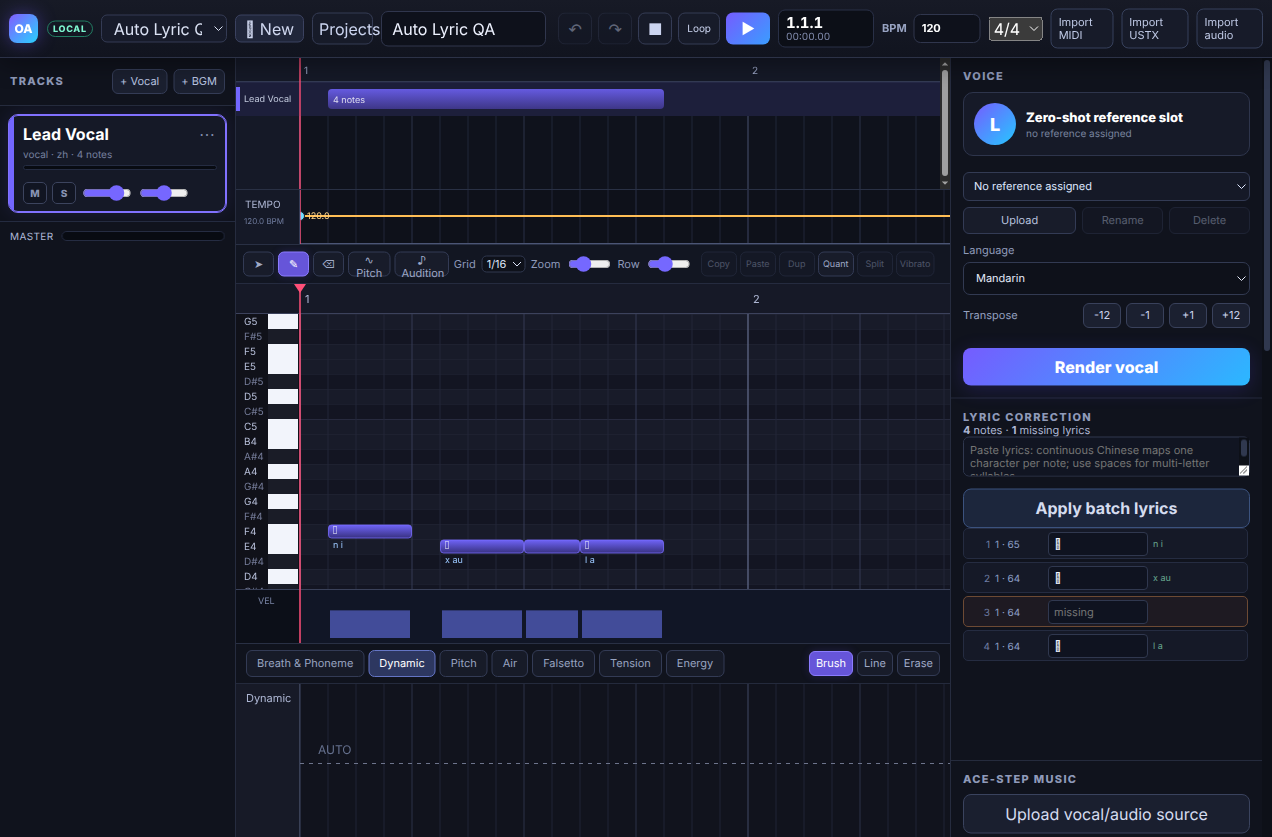 OA LOCAL Auto Lyric Q New Projects Auto Lyric QA Loop 1.1.1 00:00.00 BPM 120 4/4 Import MIDI Import USTX Import audio
TRACKS + Vocal + BGM
Lead Vocal ...
vocal · zh · 4 notes
M S
MASTER
1 2
Lead Vocal 4 notes
TEMPO
120.0 BPM 120.0
Pitch Audition Grid 1/16 Zoom Row Copy Paste Dup Quant Split Vibrato
1 2
G5
F#5
F5
E5
D#5
D5
C#5
C5
B4
A#4
A4
G#4
G4
F#4
F4
E4
n i
D#4
x au l a
D4
VEL
Breath & Phoneme Dynamic Pitch Air Falsetto Tension Energy Brush Line Erase
Dynamic
AUTO
VOICE
L Zero-shot reference slot
no reference assigned
No reference assigned
Upload Rename Delete
Language
Mandarin
Transpose -12 -1 +1 +12
Render vocal
LYRIC CORRECTION
4 notes · 1 missing lyrics
Paste lyrics: continuous Chinese maps one
character per note; use spaces for multi-letter
Apply batch lyrics
1 1 · 65 n i
2 1 · 64 x au
3 1 · 64 missing
4 1 · 64 l a
ACE-STEP MUSIC
Upload vocal/audio source